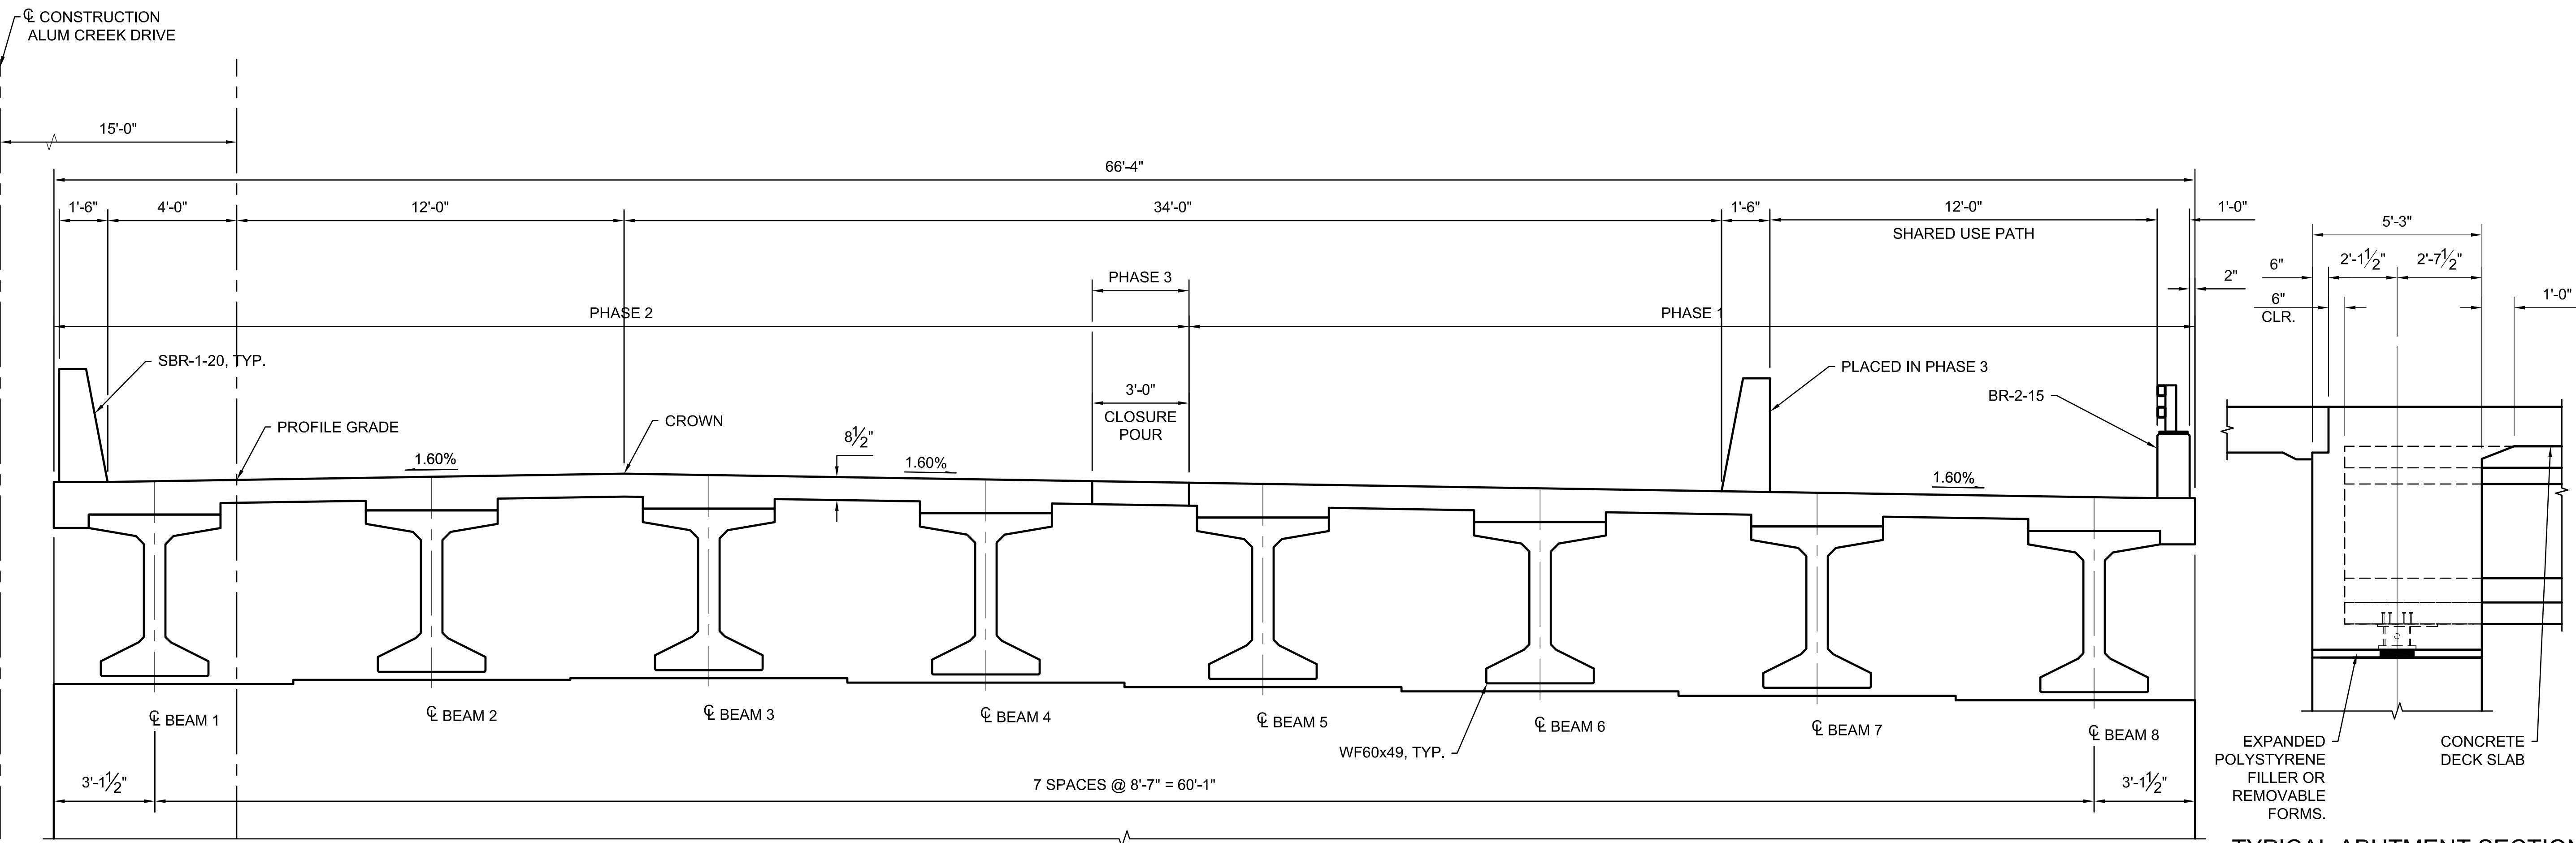 ℄ CONSTRUCTION
ALUM CREEK DRIVE
15'-0"
66'-4"
1'-6"
4'-0"
12'-0"
34'-0"
1'-6"
12'-0"
1'-0"
SHARED USE PATH
2"
PHASE 3
PHASE 2
PHASE 1
SBR-1-20, TYP.
PLACED IN PHASE 3
BR-2-15
3'-0"
CLOSURE
POUR
PROFILE GRADE
CROWN
8½"
1.60%
1.60%
1.60%
℄ BEAM 1
℄ BEAM 2
℄ BEAM 3
℄ BEAM 4
℄ BEAM 5
℄ BEAM 6
℄ BEAM 7
℄ BEAM 8
WF60x49, TYP.
3'-1½"
7 SPACES @ 8'-7" = 60'-1"
3'-1½"
5'-3"
6"
2'-1½"
2'-7½"
6"
CLR.
1'-0"
EXPANDED
POLYSTYRENE
FILLER OR
REMOVABLE
FORMS.
CONCRETE
DECK SLAB
TYPICAL ABUTMENT SECTION